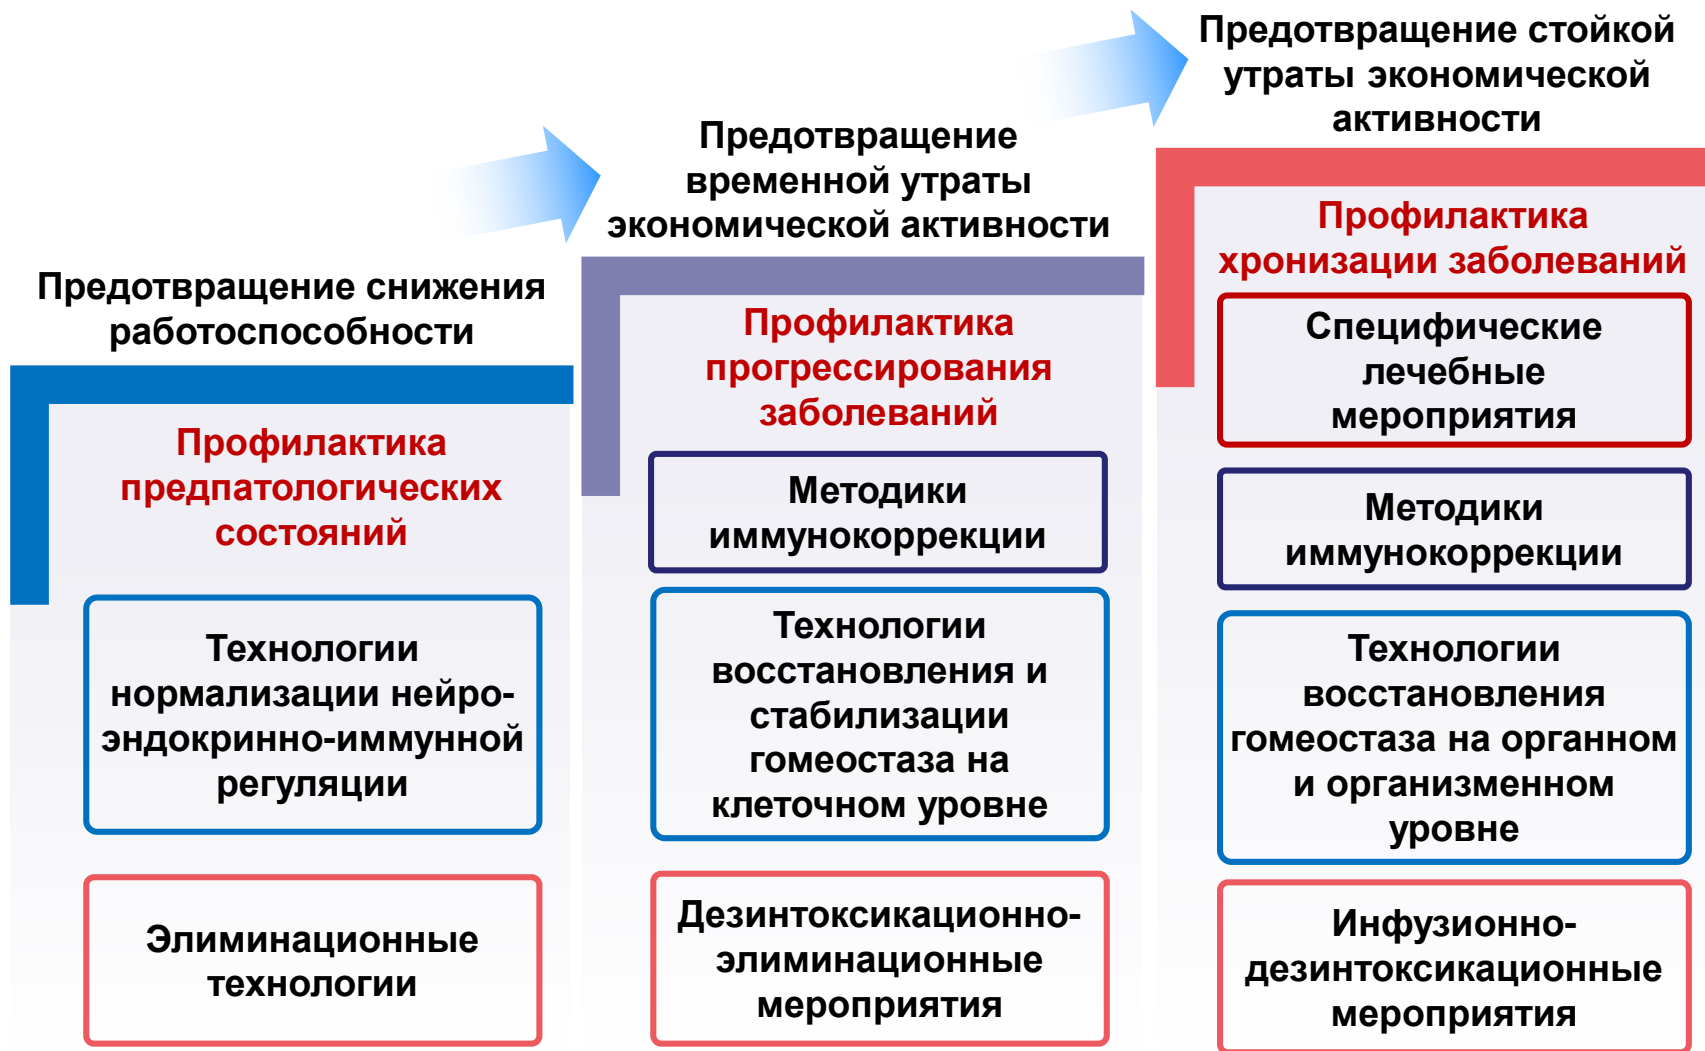 Предотвращение снижения
работоспособности
Профилактика
предпатологических
состояний
Технологии
нормализации нейро-
эндокринно-иммунной
регуляции
Элиминационные
технологии
Предотвращение
временной утраты
экономической активности
Профилактика
прогрессирования
заболеваний
Методики
иммунокоррекции
Технологии
восстановления и
стабилизации
гомеостаза на
клеточном уровне
Дезинтоксикационно-
элиминационные
мероприятия
Предотвращение стойкой
утраты экономической
активности
Профилактика
хронизации заболеваний
Специфические
лечебные
мероприятия
Методики
иммунокоррекции
Технологии
восстановления
гомеостаза на органном
и организменном
уровне
Инфузионно-
дезинтоксикационные
мероприятия